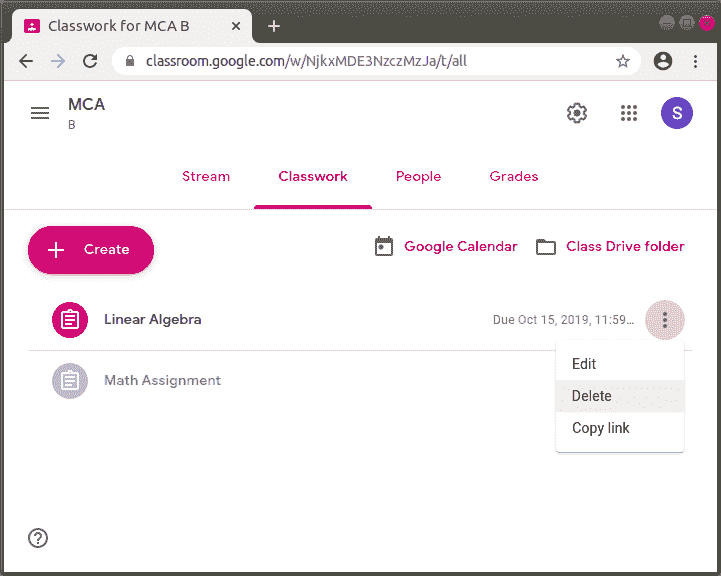 Classwork for MCA B
classroom.google.com/w/NjkxMDE3NzczMzJa/t/all
MCA
B
S
Stream Classwork People Grades
Create Google Calendar Class Drive folder
Linear Algebra Due Oct 15, 2019, 11:59...
Edit
Math Assignment
Delete
Copy link